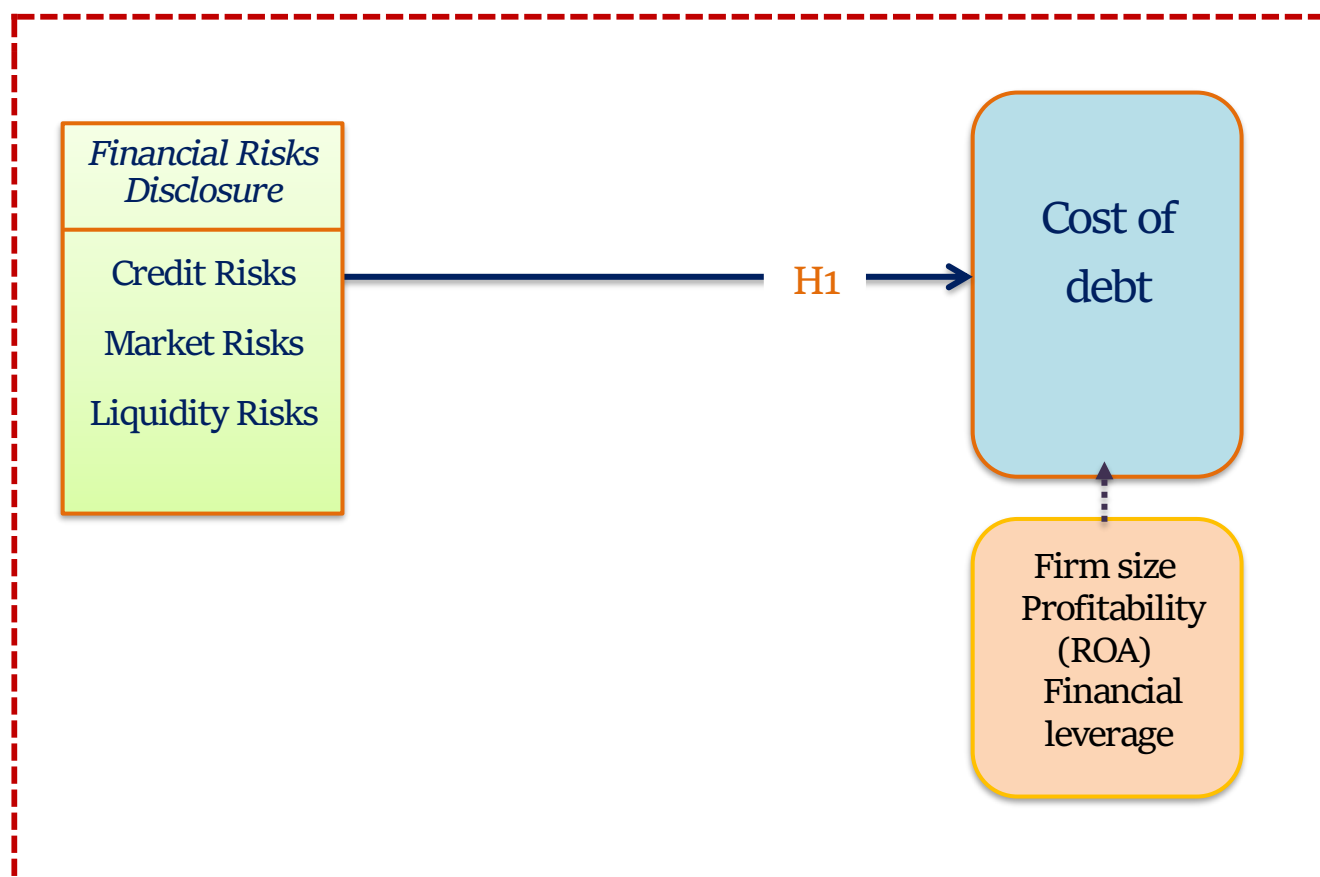 Financial Risks
Disclosure
Credit Risks
Market Risks
Liquidity Risks
H1
Cost of
debt
Firm size
Profitability
(ROA)
Financial
leverage